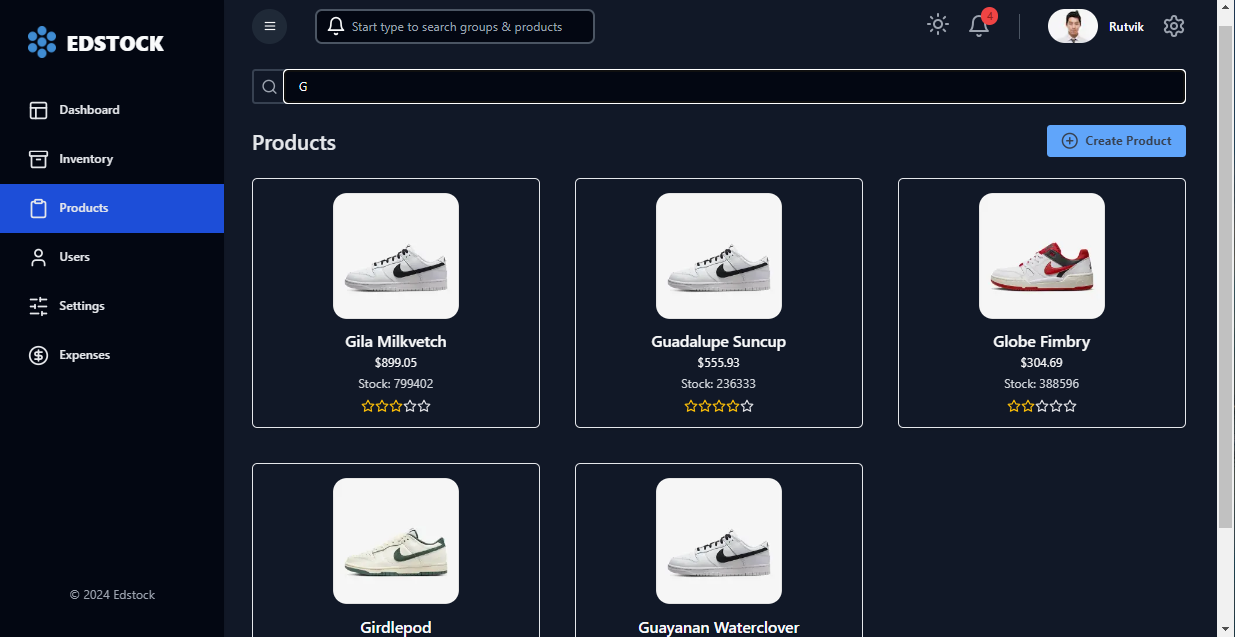 EDSTOCK
Start type to search groups & products
4
Rutvik
Dashboard
Inventory
Products
Users
Settings
Expenses
© 2024 Edstock
G
Products
Create Product
Gila Milkvetch
$899.05
Stock: 799402
Guadalupe Suncup
$555.93
Stock: 236333
Globe Fimbry
$304.69
Stock: 388596
Girdlepod
Guayanan Waterclover